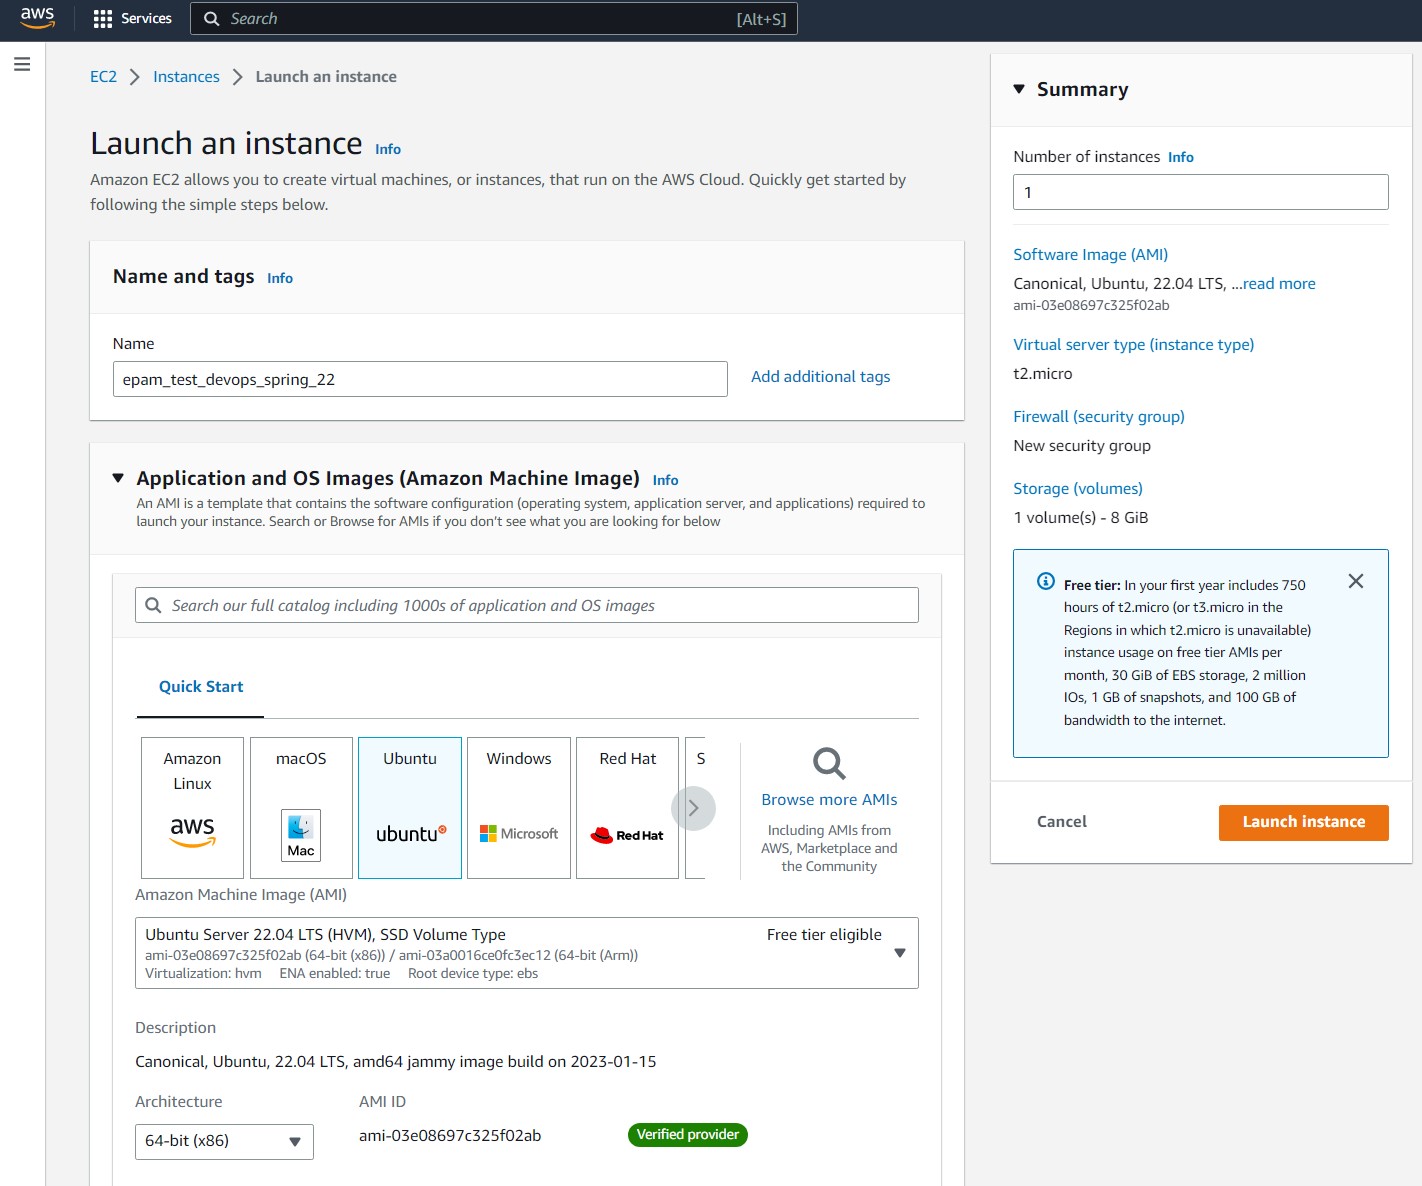 aws
Services
Search
[Alt+S]
EC2 > Instances > Launch an instance
Launch an instance Info
Amazon EC2 allows you to create virtual machines, or instances, that run on the AWS Cloud. Quickly get started by
following the simple steps below.
Name and tags Info
Name
epam_test_devops_spring_22
Add additional tags
Application and OS Images (Amazon Machine Image) Info
An AMI is a template that contains the software configuration (operating system, application server, and applications) required to
launch your instance. Search or Browse for AMIs if you don’t see what you are looking for below
Search our full catalog including 1000s of application and OS images
Quick Start
Amazon
Linux
aws
macOS
Mac
Ubuntu
ubuntu
Windows
Microsoft
Red Hat
Red Hat
S
Browse more AMIs
Including AMIs from
AWS, Marketplace and
the Community
Amazon Machine Image (AMI)
Ubuntu Server 22.04 LTS (HVM), SSD Volume Type
Free tier eligible
ami-03e08697c325f02ab (64-bit (x86)) / ami-03a0016ce0fc3ec12 (64-bit (Arm))
Virtualization: hvm ENA enabled: true Root device type: ebs
Description
Canonical, Ubuntu, 22.04 LTS, amd64 jammy image build on 2023-01-15
Architecture
64-bit (x86)
AMI ID
ami-03e08697c325f02ab
Verified provider
Summary
Number of instances Info
1
Software Image (AMI)
Canonical, Ubuntu, 22.04 LTS, ...read more
ami-03e08697c325f02ab
Virtual server type (instance type)
t2.micro
Firewall (security group)
New security group
Storage (volumes)
1 volume(s) - 8 GiB
Free tier: In your first year includes 750
hours of t2.micro (or t3.micro in the
Regions in which t2.micro is unavailable)
instance usage on free tier AMIs per
month, 30 GiB of EBS storage, 2 million
IOs, 1 GB of snapshots, and 100 GB of
bandwidth to the internet.
Cancel
Launch instance